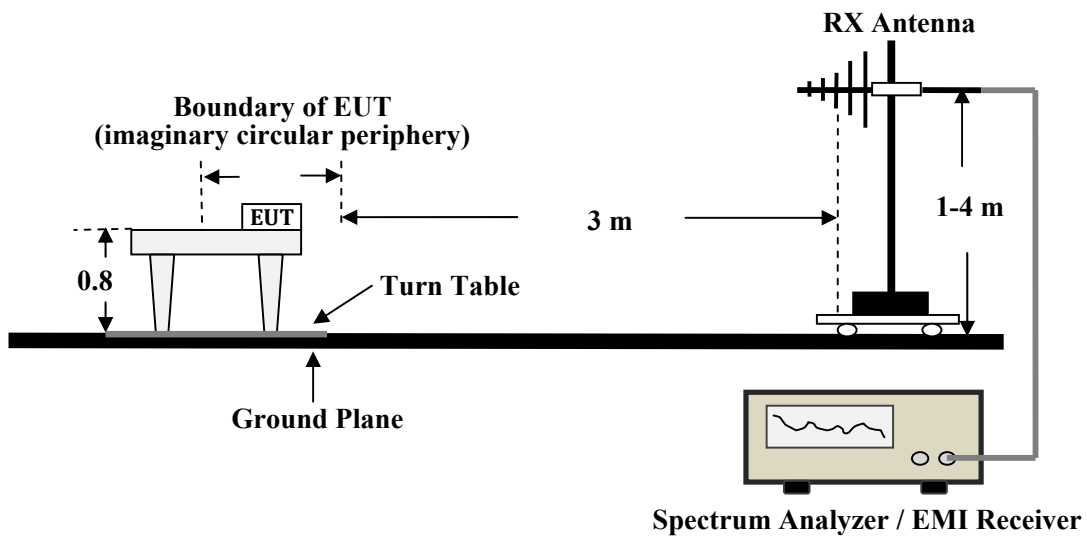 RX Antenna
Boundary of EUT
(imaginary circular periphery)
EUT
3 m
1-4 m
0.8
Turn Table
Ground Plane
Spectrum Analyzer / EMI Receiver